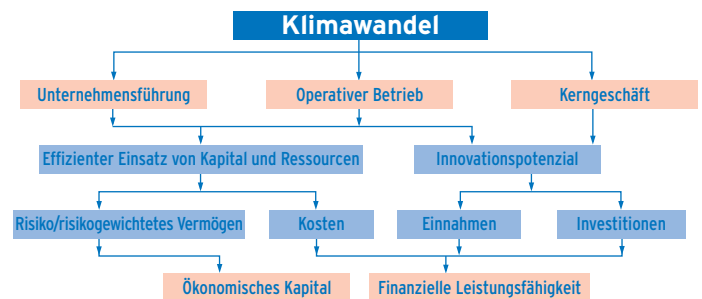 Klimawandel
Unternehmensführung
Operativer Betrieb
Kerngeschäft
Effizienter Einsatz von Kapital und Ressourcen
Innovationspotenzial
Risiko/risikogewichtetes Vermögen
Kosten
Einnahmen
Investitionen
Ökonomisches Kapital
Finanzielle Leistungsfähigkeit